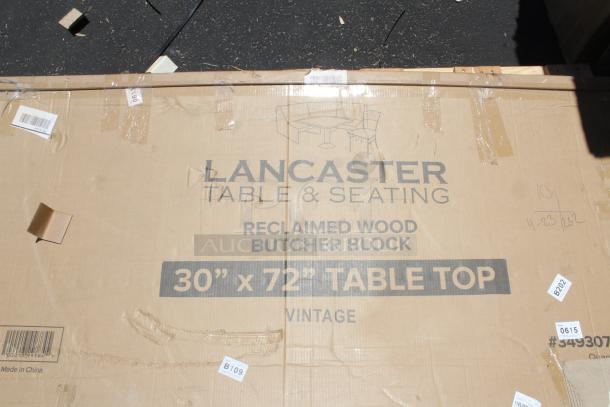 LANCASTER
TABLE & SEATING
RECLAIMED WOOD
BUTCHER BLOCK
30” x 72” TABLE TOP
VINTAGE
B202
0615
#349307
B109
Made in China